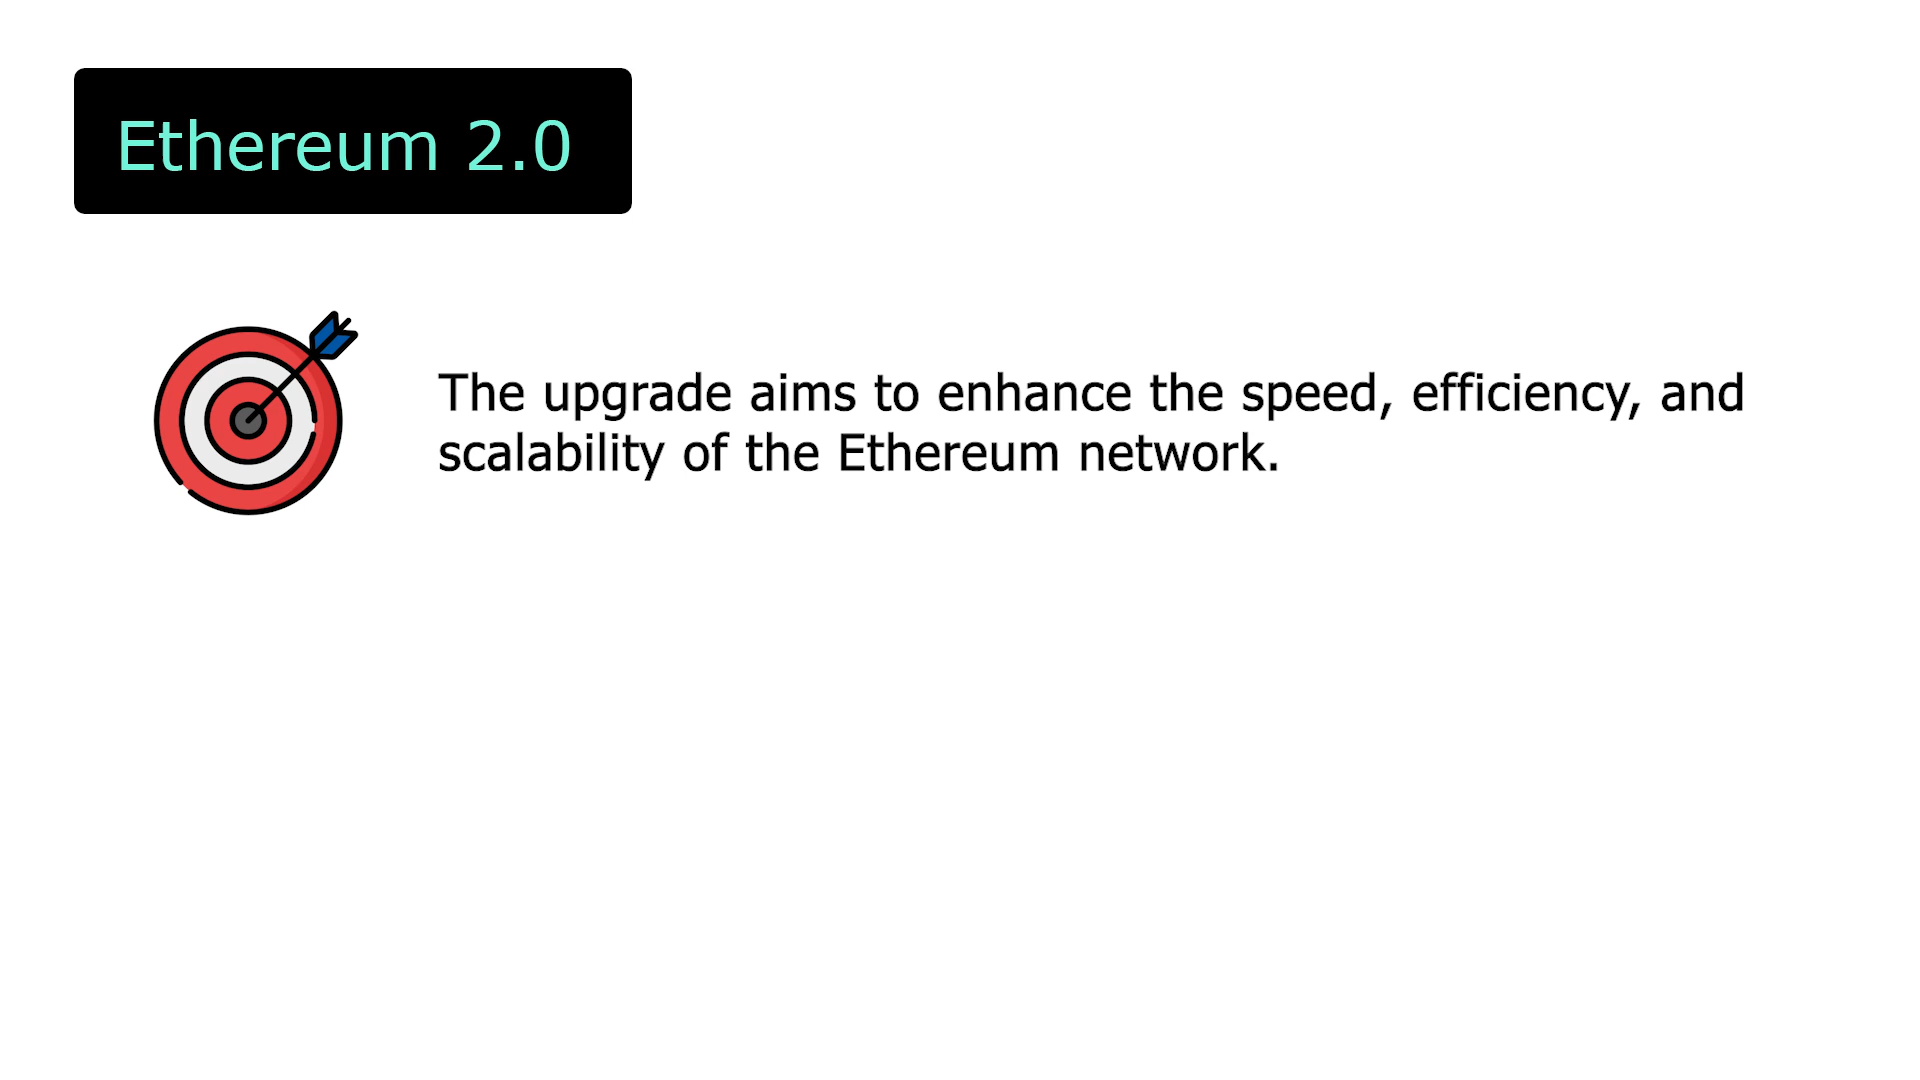 Ethereum 2.0
The upgrade aims to enhance the speed, efficiency, and
scalability of the Ethereum network.